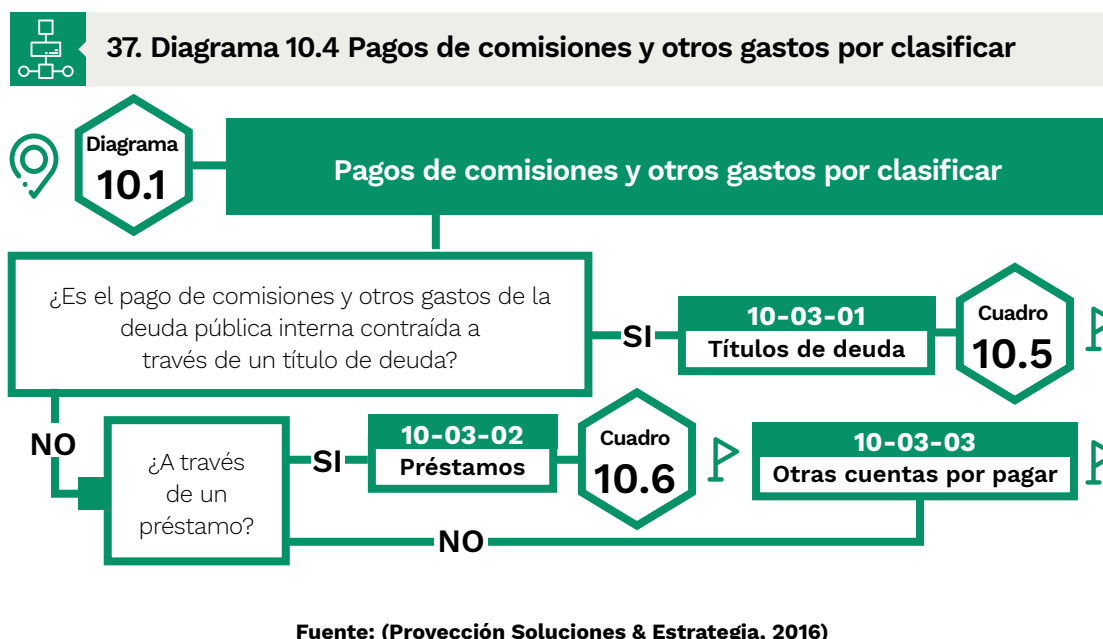 37. Diagrama 10.4 Pagos de comisiones y otros gastos por clasificar
Diagrama
10.1
Pagos de comisiones y otros gastos por clasificar
¿Es el pago de comisiones y otros gastos de la
deuda pública interna contraída a
través de un título de deuda?
SI
10-03-01
Títulos de deuda
Cuadro
10.5
NO
¿A través
de un
préstamo?
SI
10-03-02
Préstamos
Cuadro
10.6
10-03-03
Otras cuentas por pagar
NO
Fuente: (Proyección Soluciones & Estrategia, 2016)